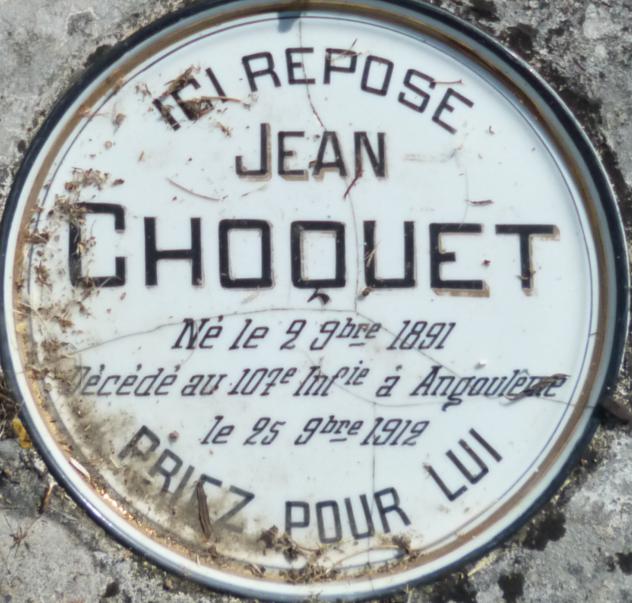 ICI REPOSE
JEAN
CHOQUET
Né le 2 9bre 1891
Décédé au 107e Infie á Angoulême
le 25 9bre 1912
PRIEZ POUR LUI